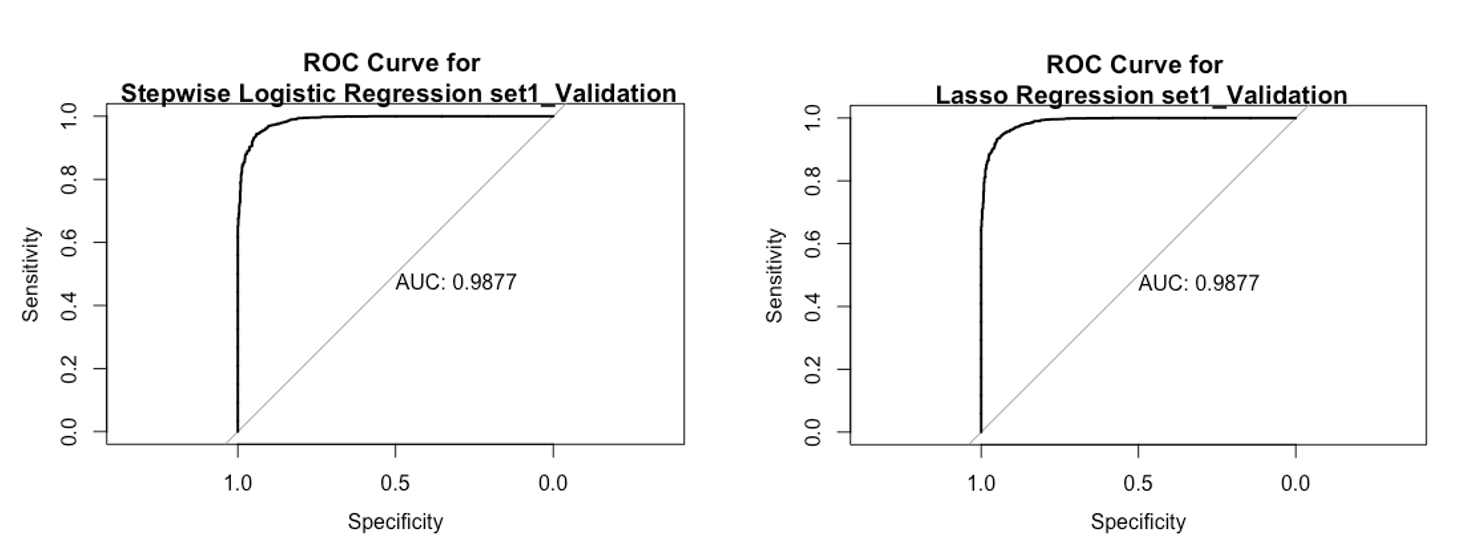 ROC Curve for
Stepwise Logistic Regression set1_Validation
Sensitivity
1.0
0.8
0.6
0.4
0.2
0.0
AUC: 0.9877
1.0 0.5 0.0
Specificity
ROC Curve for
Lasso Regression set1_Validation
Sensitivity
1.0
0.8
0.6
0.4
0.2
0.0
AUC: 0.9877
1.0 0.5 0.0
Specificity